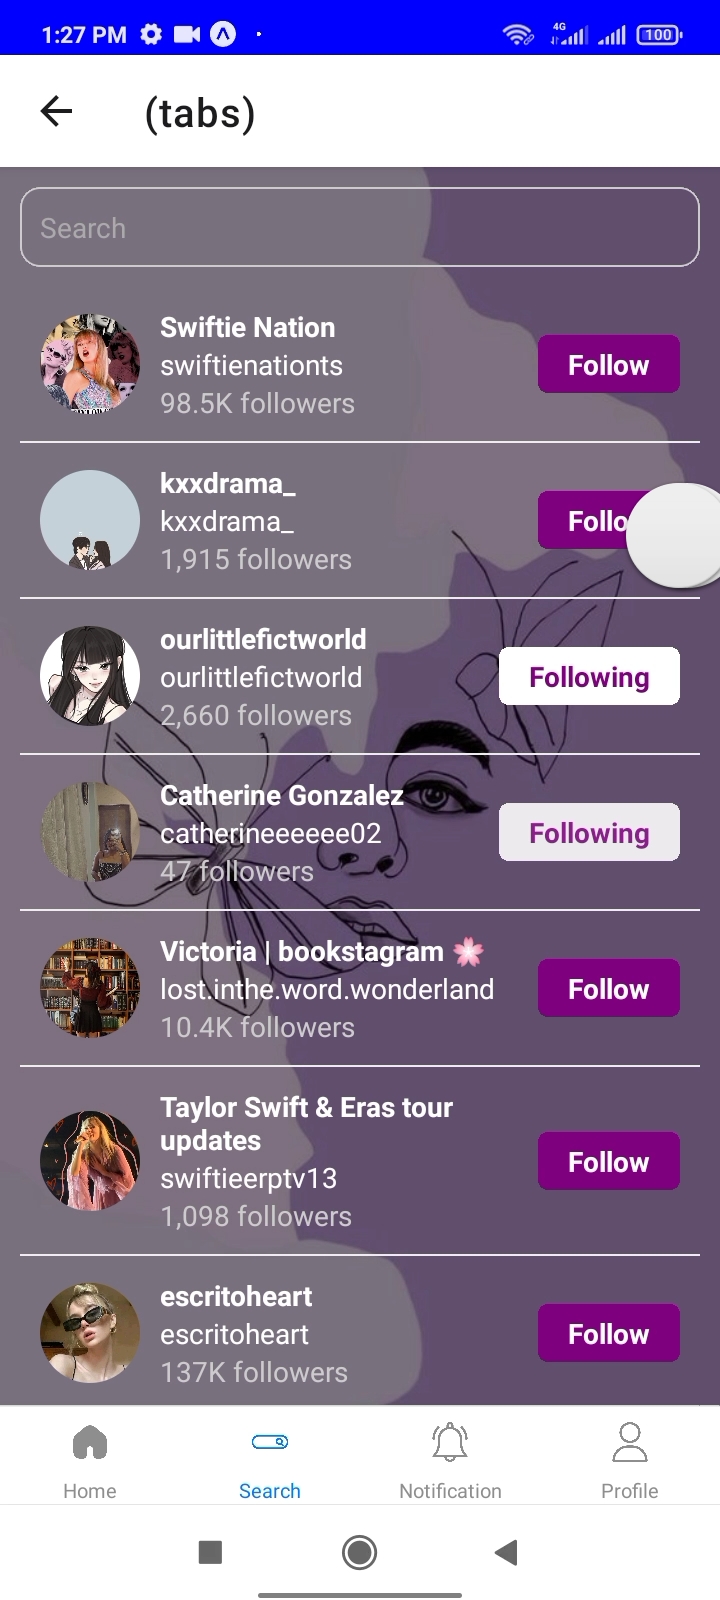 1:27 PM
4G
100
(tabs)
Search
Swiftie Nation
swiftienationts
98.5K followers
Follow
kxxdrama_
kxxdrama_
1,915 followers
Follo
ourlittlefictworld
ourlittlefictworld
2,660 followers
Following
Catherine Gonzalez
catherineeeeee02
47 followers
Following
Victoria | bookstagram 🌸
lost.inthe.word.wonderland
10.4K followers
Follow
Taylor Swift & Eras tour
updates
swiftieerptv13
1,098 followers
Follow
escritoheart
escritoheart
137K followers
Follow
Home
Search
Notification
Profile